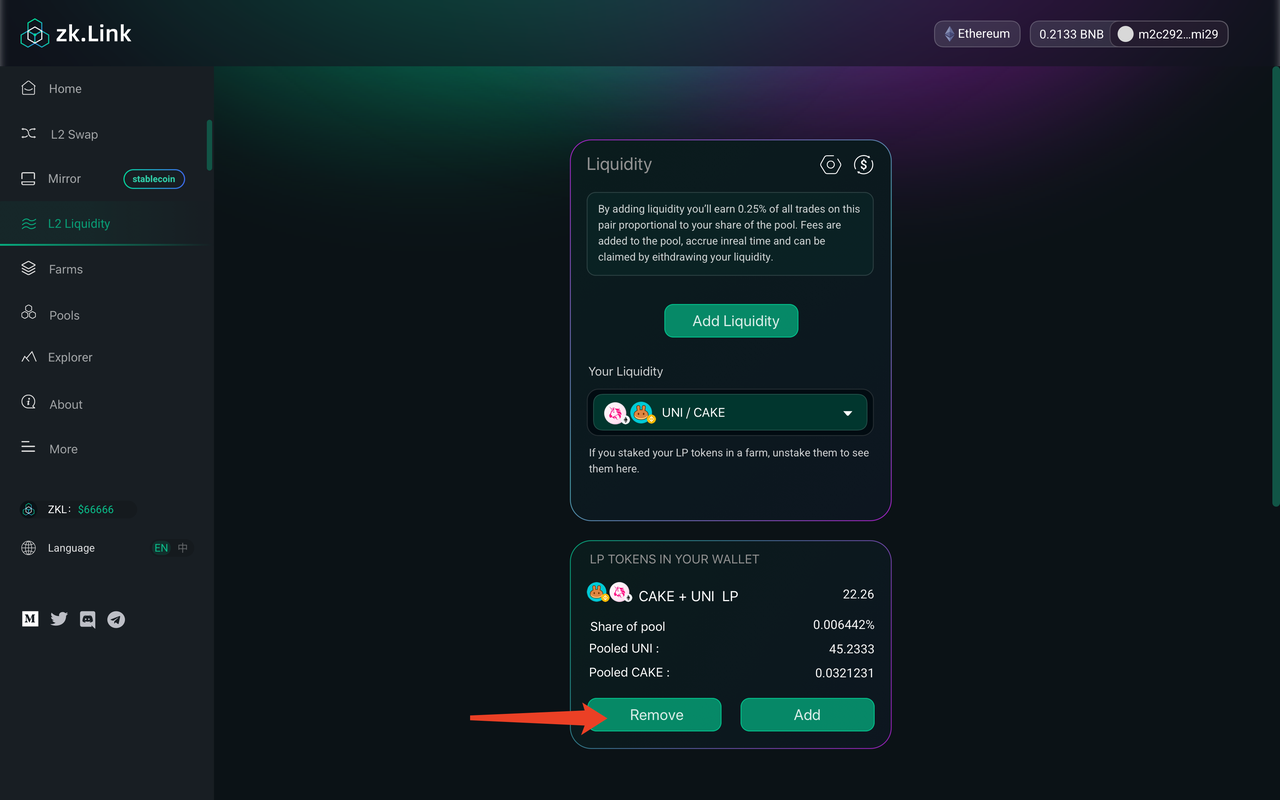 zk.Link
Ethereum
0.2133 BNB
m2c292...mi29
Home
L2 Swap
Mirror
stablecoin
L2 Liquidity
Farms
Pools
Explorer
About
More
ZKL: $66666
Language
EN 中
M
Liquidity
$
By adding liquidity you'll earn 0.25% of all trades on this
pair proportional to your share of the pool. Fees are
added to the pool, accrue inreal time and can be
claimed by eithdrawing your liquidity.
Add Liquidity
Your Liquidity
UNI / CAKE
If you staked your LP tokens in a farm, unstake them to see
them here.
LP TOKENS IN YOUR WALLET
CAKE + UNI LP 22.26
Share of pool 0.006442%
Pooled UNI : 45.2333
Pooled CAKE : 0.0321231
Remove
Add